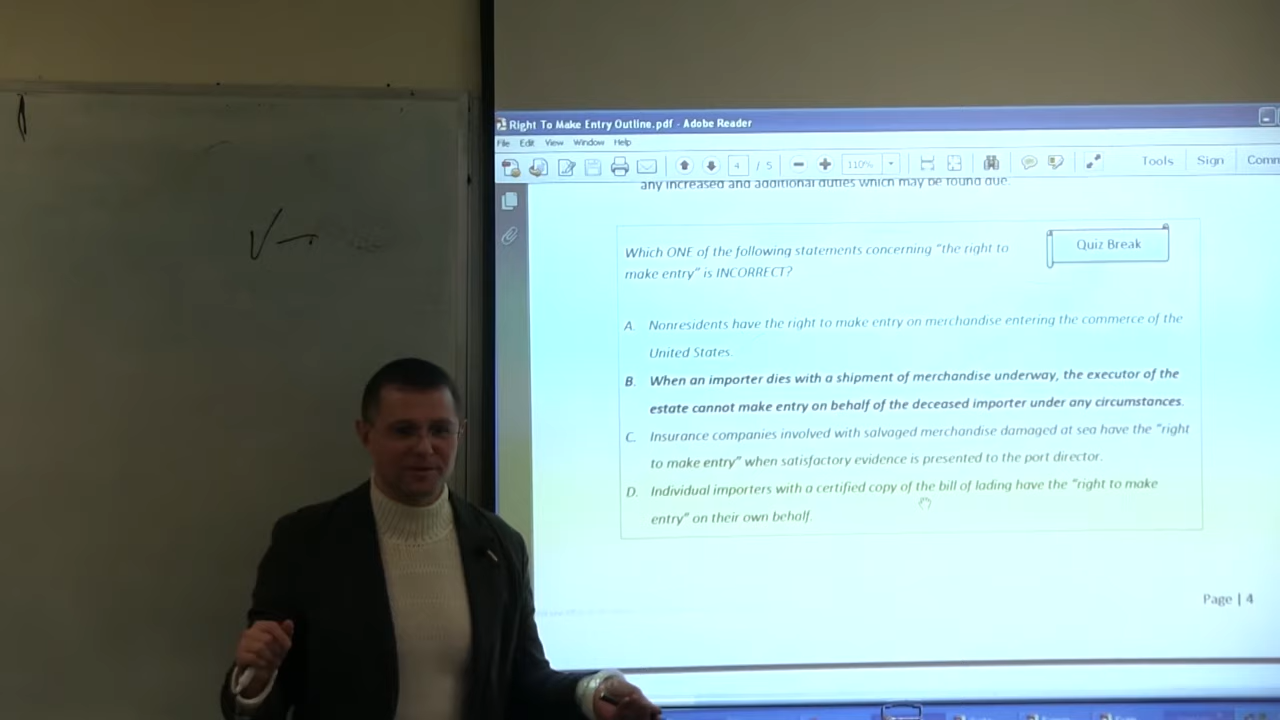 Right To Make Entry Outline.pdf - Adobe Reader
File Edit View Window Help
4 / 5 110% Tools Sign Comm
any increased and additional duties which may be found due.
Quiz Break
Which ONE of the following statements concerning "the right to
make entry" is INCORRECT?
A. Nonresidents have the right to make entry on merchandise entering the commerce of the
United States.
B. When an importer dies with a shipment of merchandise underway, the executor of the
estate cannot make entry on behalf of the deceased importer under any circumstances.
C. Insurance companies involved with salvaged merchandise damaged at sea have the "right
to make entry" when satisfactory evidence is presented to the port director.
D. Individual importers with a certified copy of the bill of lading have the "right to make
entry" on their own behalf.
Page | 4